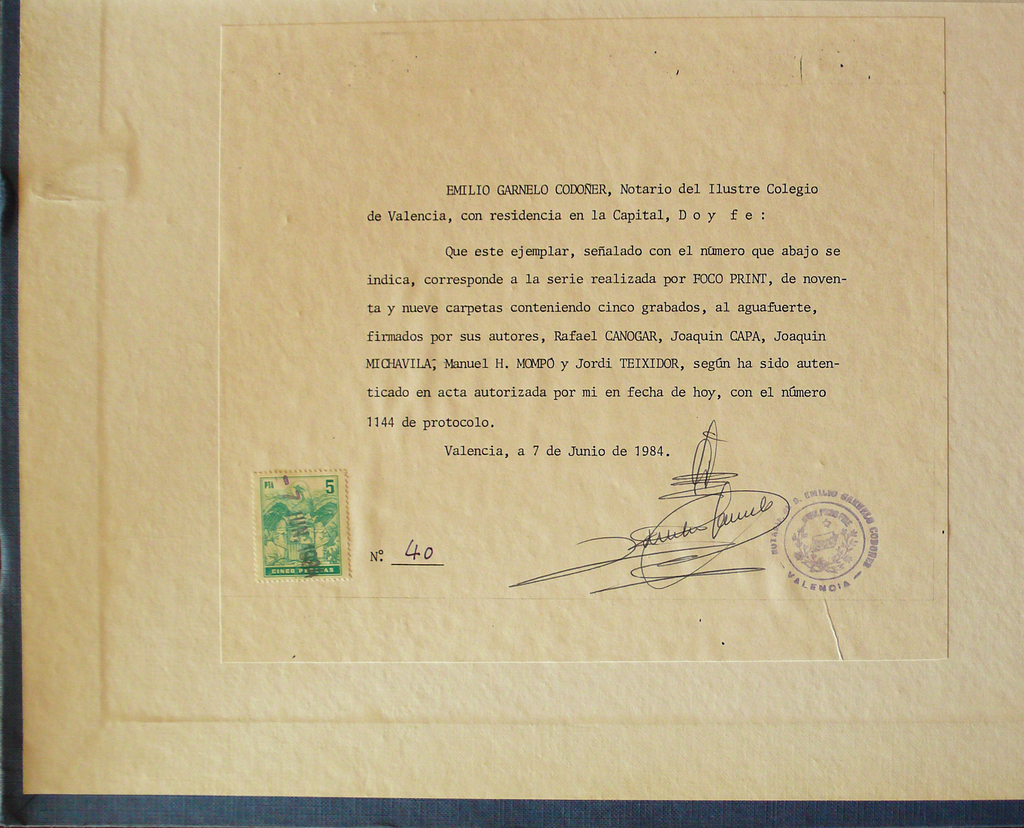 EMILIO GARNELO CODOÑER, Notario del Ilustre Colegio
de Valencia, con residencia en la Capital, D o y f e :
Que este ejemplar, señalado con el número que abajo se
indica, corresponde a la serie realizada por FOCO PRINT, de noven-
ta y nueve carpetas conteniendo cinco grabados, al aguafuerte,
firmados por sus autores, Rafael CANOGAR, Joaquin CAPA, Joaquin
MICHAVILA, Manuel H. MOMPÓ y Jordi TEIXIDOR, según ha sido auten-
ticado en acta autorizada por mi en fecha de hoy, con el número
1144 de protocolo.
Valencia, a 7 de Junio de 1984.
PTA 5
CINCO PESETAS
Nº. 40
D. EMILIO GARNELO CODOÑER
VALENCIA